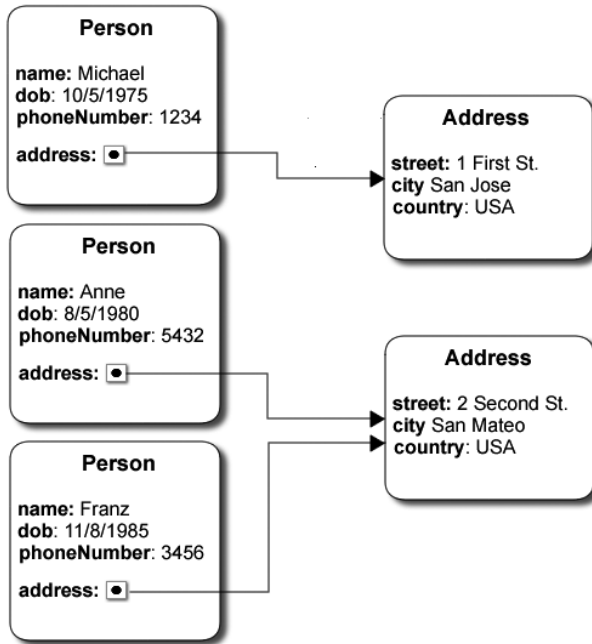 Person
name: Michael
dob: 10/5/1975
phoneNumber: 1234
address:
Address
street: 1 First St.
city San Jose
country: USA
Person
name: Anne
dob: 8/5/1980
phoneNumber: 5432
address:
Address
street: 2 Second St.
city San Mateo
country: USA
Person
name: Franz
dob: 11/8/1985
phoneNumber: 3456
address: